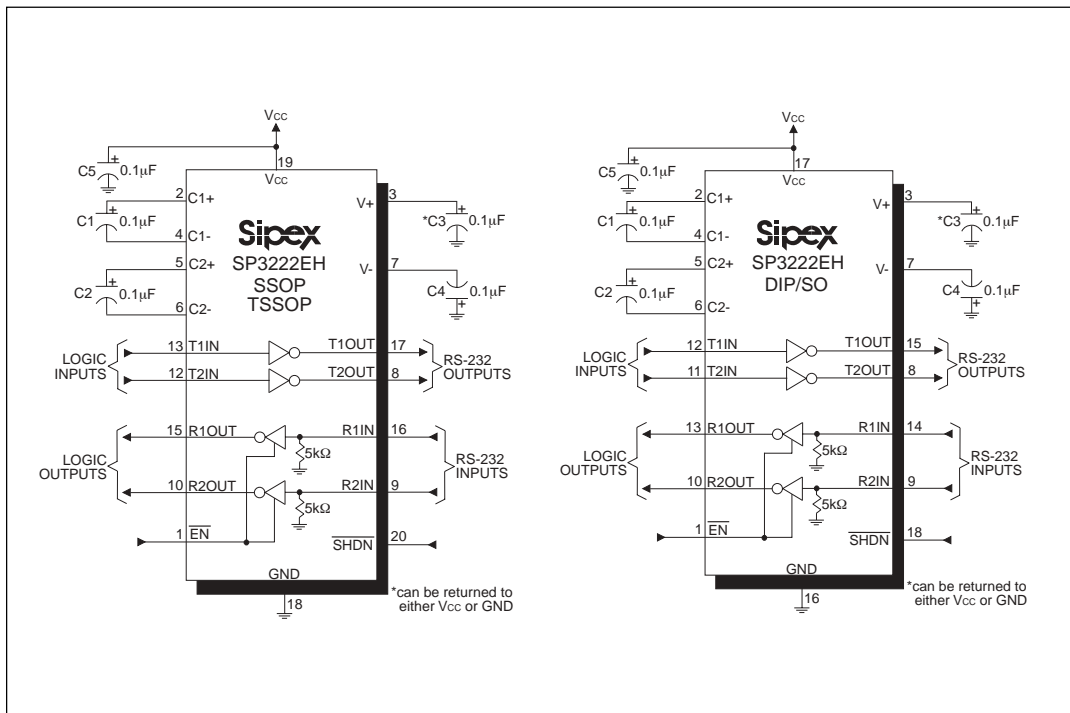 Vcc
C5
+
0.1µF
19
Vcc
2
C1+
C1
+
0.1µF
4
C1-
5
C2+
C2
+
0.1µF
6
C2-
Sipex
SP3222EH
SSOP
TSSOP
V+
3
*C3
+
0.1µF
V-
7
C4
+
0.1µF
LOGIC
INPUTS
13
T1IN
T1OUT
17
12
T2IN
T2OUT
8
RS-232
OUTPUTS
LOGIC
OUTPUTS
15
R1OUT
R1IN
16
5kΩ
10
R2OUT
R2IN
9
5kΩ
RS-232
INPUTS
1
EN
SHDN
20
GND
18
*can be returned to
either Vcc or GND
Vcc
C5
+
0.1µF
17
Vcc
2
C1+
C1
+
0.1µF
4
C1-
5
C2+
C2
+
0.1µF
6
C2-
Sipex
SP3222EH
DIP/SO
V+
3
*C3
+
0.1µF
V-
7
C4
+
0.1µF
LOGIC
INPUTS
12
T1IN
T1OUT
15
11
T2IN
T2OUT
8
RS-232
OUTPUTS
LOGIC
OUTPUTS
13
R1OUT
R1IN
14
5kΩ
10
R2OUT
R2IN
9
5kΩ
RS-232
INPUTS
1
EN
SHDN
18
GND
16
*can be returned to
either Vcc or GND